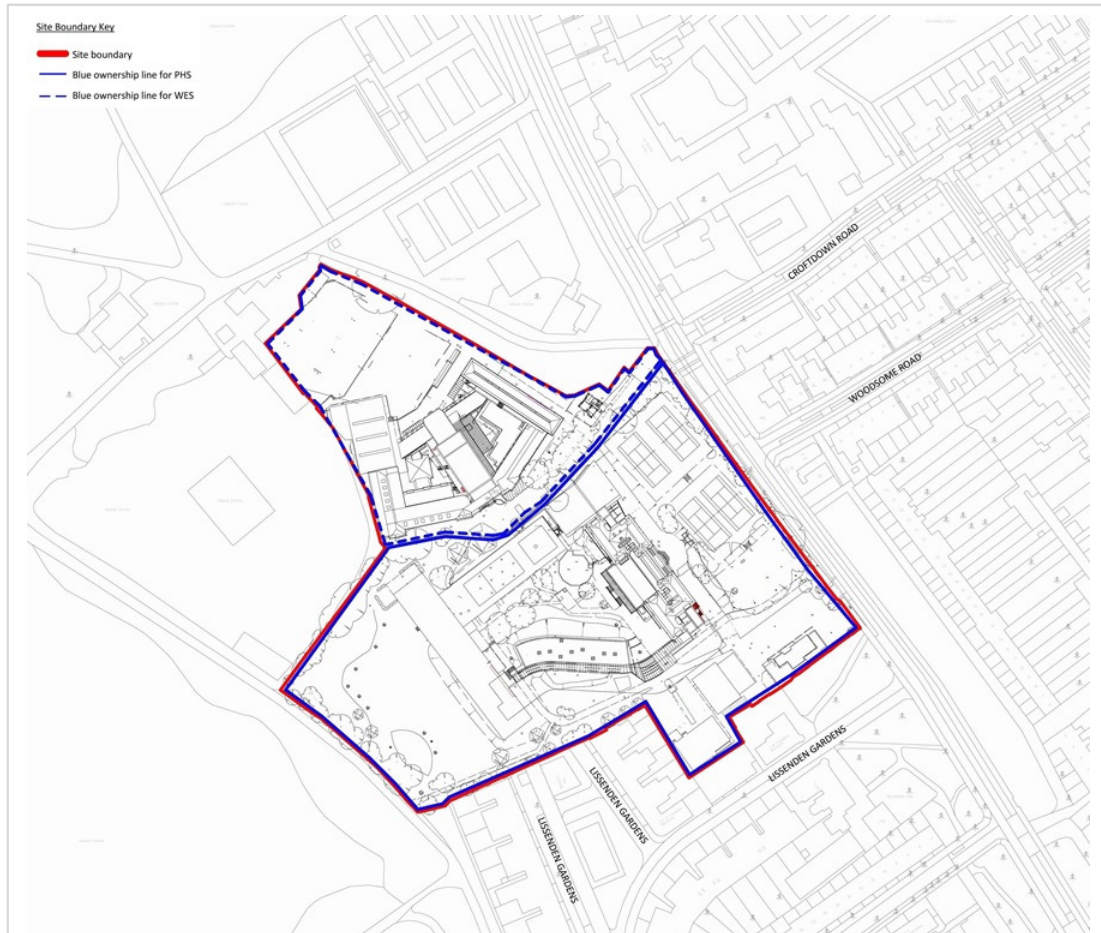 Site Boundary Key
Site boundary
Blue ownership line for PHS
Blue ownership line for WES
CROFTDOWN ROAD
WOODSOME ROAD
LISSENDEN GARDENS
LISSENDEN GARDENS
LISSENDEN GARDENS